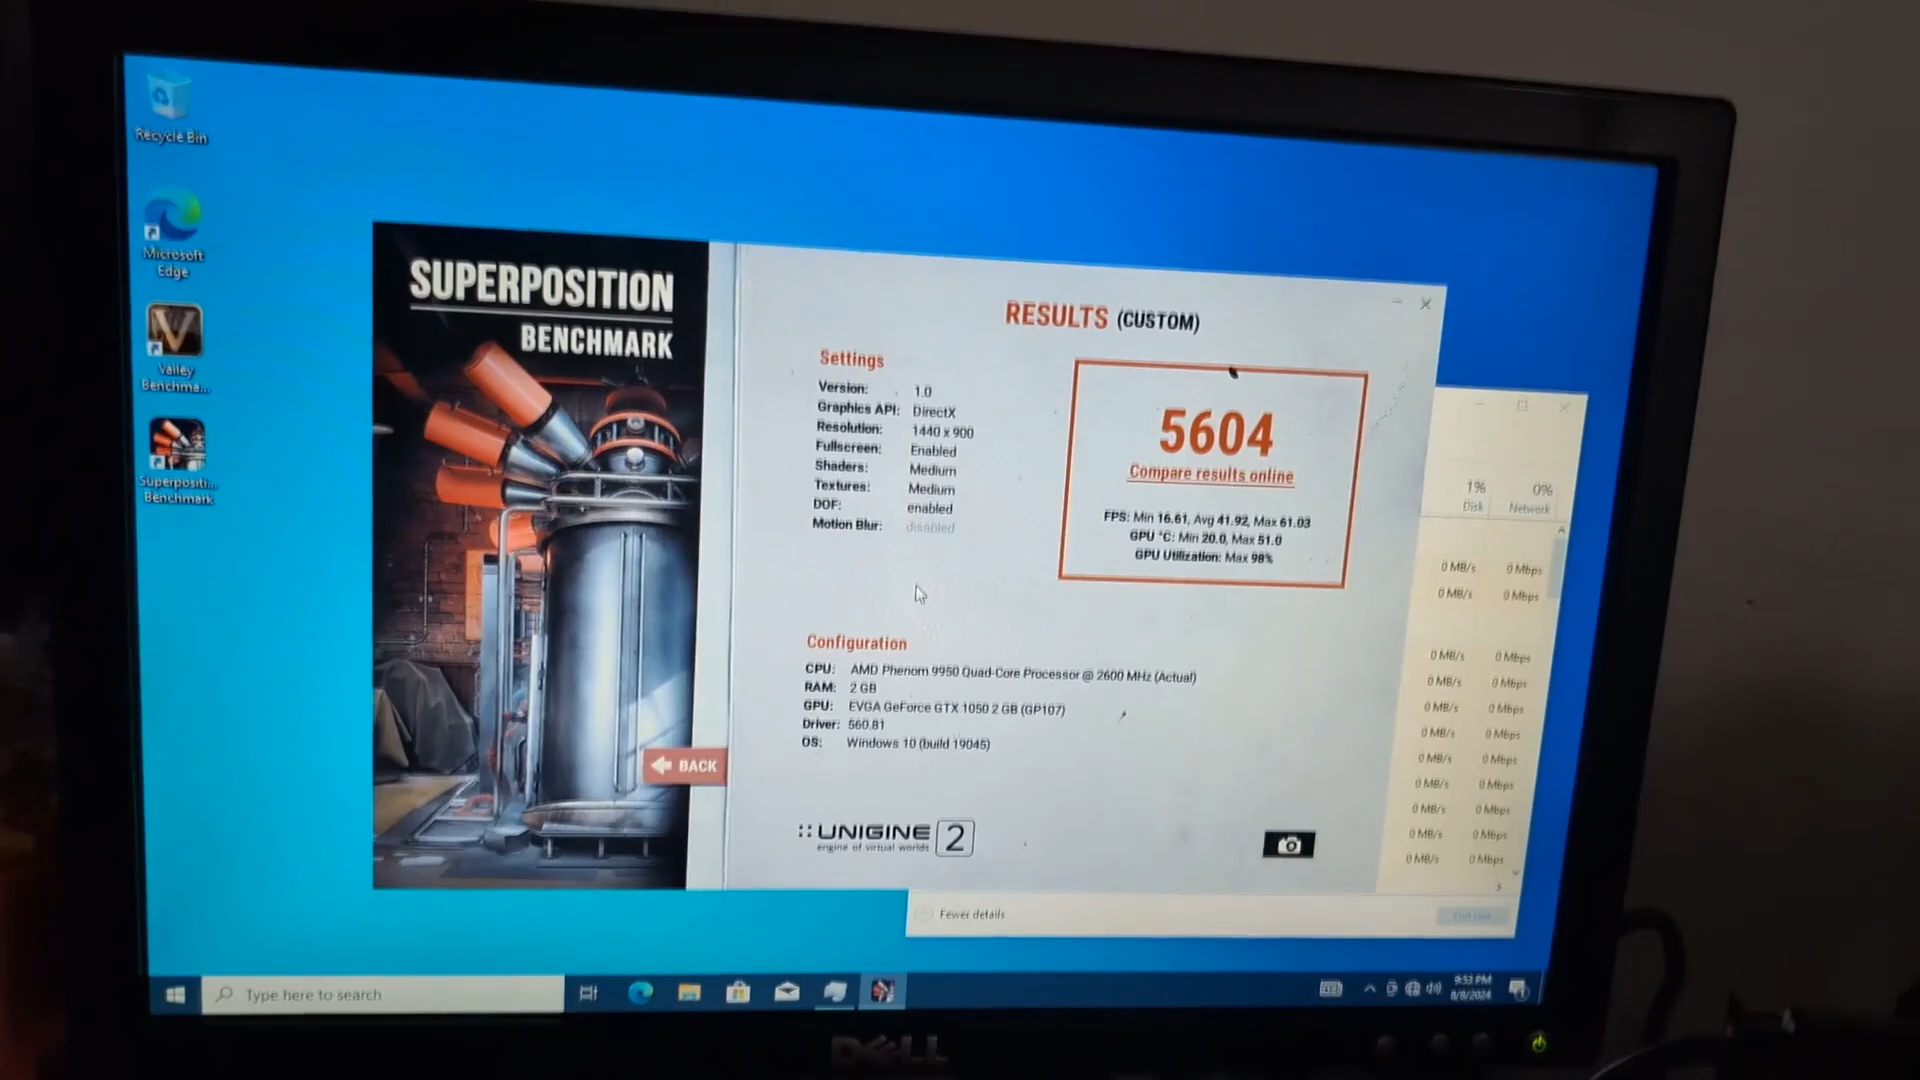 Recycle Bin
Microsoft
Edge
Valley
Benchma...
Superpositi...
Benchmark
SUPERPOSITION
BENCHMARK
BACK
RESULTS (CUSTOM)
Settings
Version: 1.0
Graphics API: DirectX
Resolution: 1440 x 900
Fullscreen: Enabled
Shaders: Medium
Textures: Medium
DOF: enabled
Motion Blur: disabled
5604
Compare results online
FPS: Min 16.61, Avg 41.92, Max 61.03
GPU °C: Min 20.0, Max 51.0
GPU Utilization: Max 98%
Configuration
CPU: AMD Phenom 9950 Quad-Core Processor @ 2600 MHz (Actual)
RAM: 2 GB
GPU: EVGA GeForce GTX 1050 2 GB (GP107)
Driver: 560.81
OS: Windows 10 (build 19045)
UNIGINE 2
engine of virtual worlds
1% 0%
Disk Network
0 MB/s 0 Mbps
0 MB/s 0 Mbps
0 MB/s 0 Mbps
0 MB/s 0 Mbps
0 MB/s 0 Mbps
0 MB/s 0 Mbps
0 MB/s 0 Mbps
0 MB/s 0 Mbps
0 MB/s 0 Mbps
0 MB/s 0 Mbps
0 MB/s 0 Mbps
Fewer details
End task
Type here to search
9:53 PM
8/8/2024
DELL